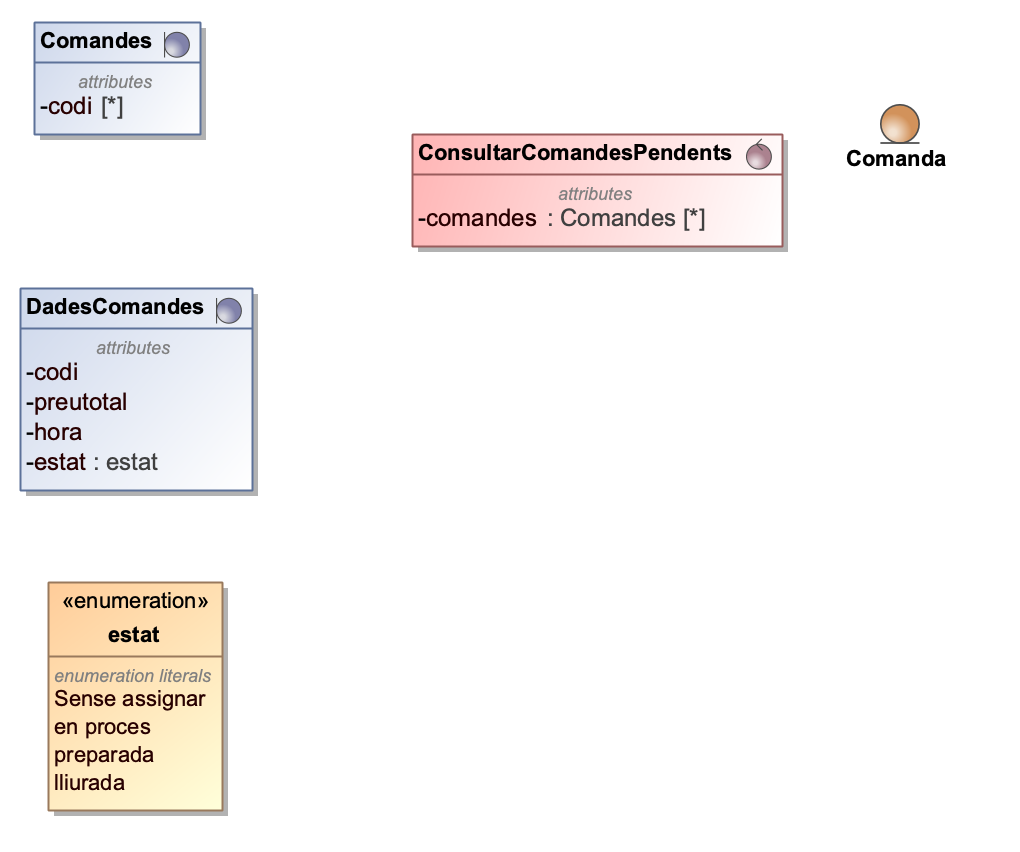 Comandes
attributes
-codi [*]
ConsultarComandesPendents
attributes
-comandes : Comandes [*]
Comanda
DadesComandes
attributes
-codi
-preutotal
-hora
-estat : estat
«enumeration»
estat
enumeration literals
Sense assignar
en proces
preparada
lliurada